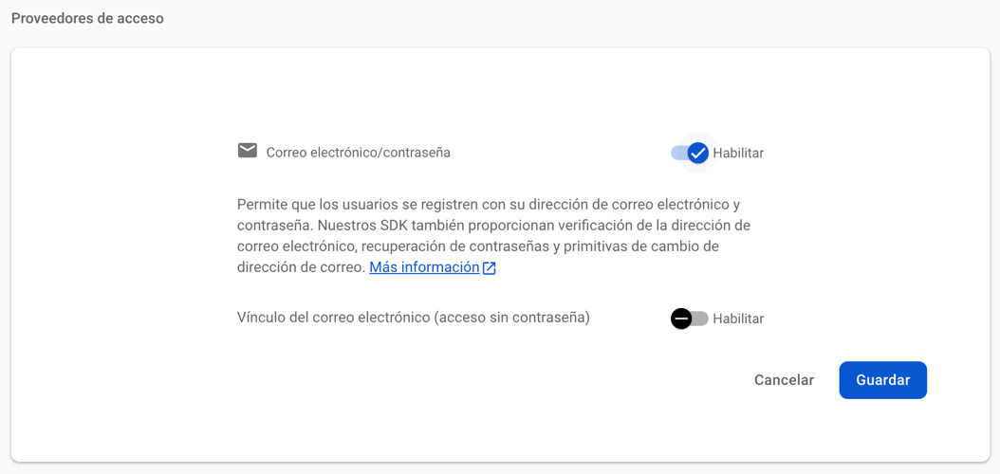 Proveedores de acceso
Correo electrónico/contraseña
Habilitar
Permite que los usuarios se registren con su dirección de correo electrónico y
contraseña. Nuestros SDK también proporcionan verificación de la dirección de
correo electrónico, recuperación de contraseñas y primitivas de cambio de
dirección de correo. Más información
Vínculo del correo electrónico (acceso sin contraseña)
Habilitar
Cancelar
Guardar